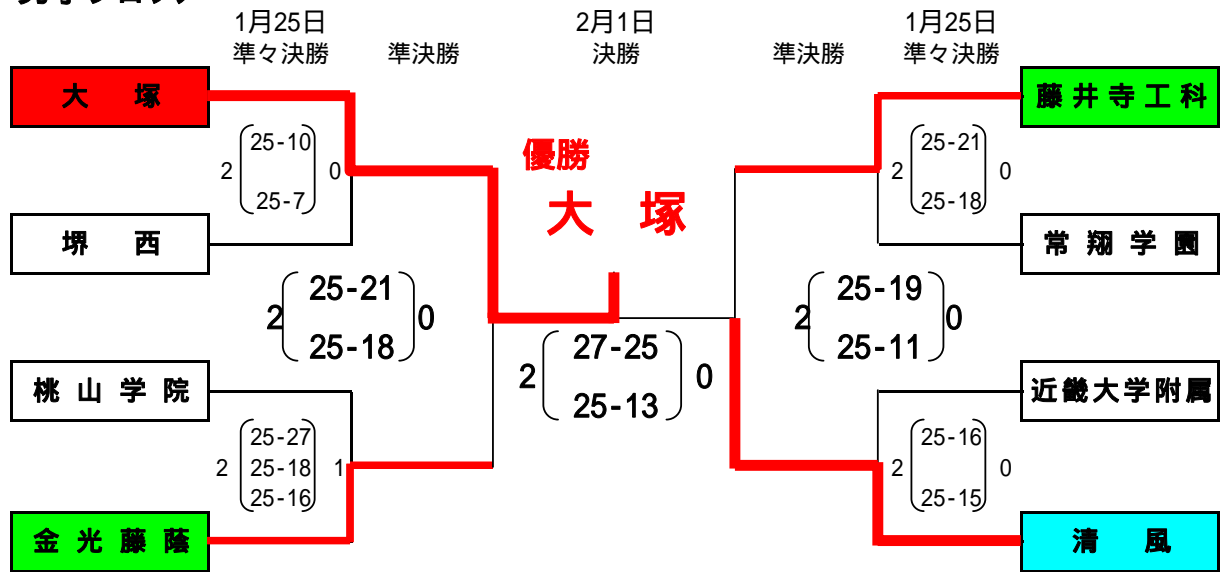 1月25日 2月1日 1月25日
準々決勝 準決勝 決勝 準決勝 準々決勝
大塚
藤井寺工科
25-10
2 0
25-7
優勝
大塚
25-21
2 0
25-18
堺西
常翔学園
25-21
2 0
25-18
27-25
2 0
25-13
25-19
2 0
25-11
桃山学院
近畿大学附属
25-27
2 25-18 1
25-16
25-16
2 0
25-15
金光藤蔭
清風